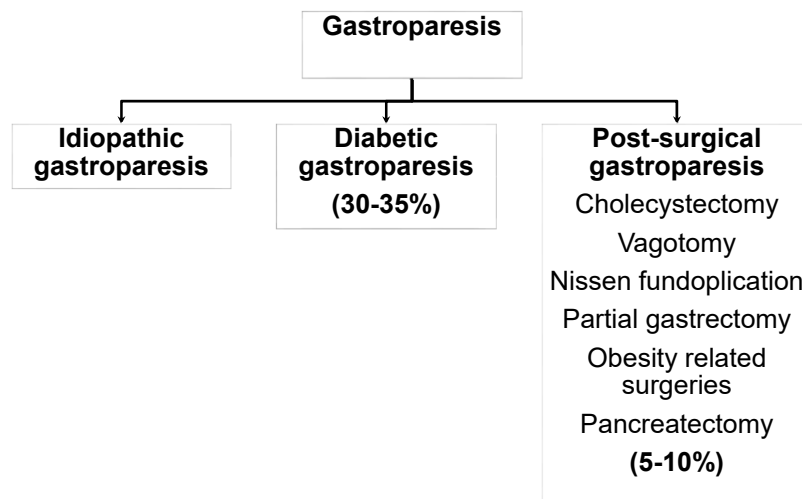 Gastroparesis
Idiopathic
gastroparesis
Diabetic
gastroparesis
(30-35%)
Post-surgical
gastroparesis
Cholecystectomy
Vagotomy
Nissen fundoplication
Partial gastrectomy
Obesity related
surgeries
Pancreatectomy
(5-10%)